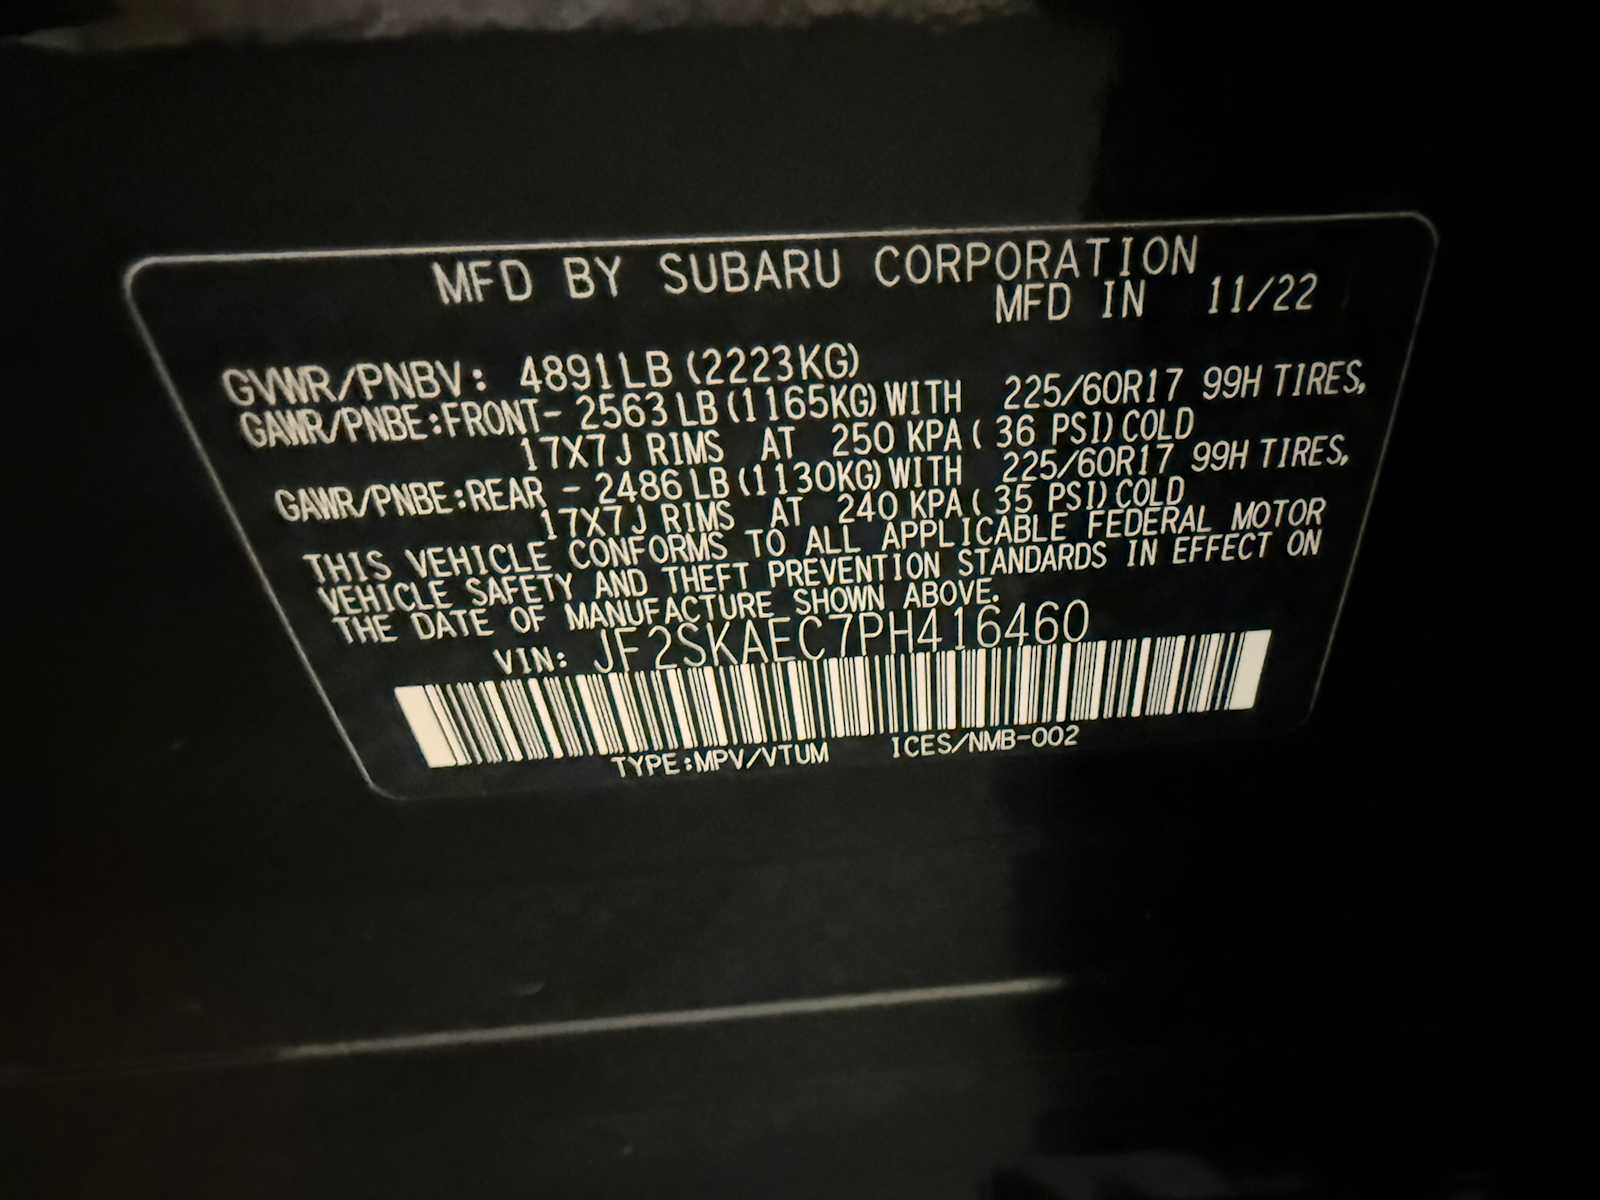 MFD BY SUBARU CORPORATION
MFD IN 11/22
GVWR/PNBV: 4891LB (2223KG)
GAWR/PNBE:FRONT- 2563LB (1165KG) WITH 225/60R17 99H TIRES,
17X7J RIMS AT 250 KPA ( 36 PSI) COLD
GAWR/PNBE:REAR - 2486LB (1130KG) WITH 225/60R17 99H TIRES,
17X7J RIMS AT 240 KPA ( 35 PSI) COLD
THIS VEHICLE CONFORMS TO ALL APPLICABLE FEDERAL MOTOR
VEHICLE SAFETY AND THEFT PREVENTION STANDARDS IN EFFECT ON
THE DATE OF MANUFACTURE SHOWN ABOVE.
VIN: JF2SKAEC7PH416460
TYPE:MPV/VTUM ICES/NMB-002